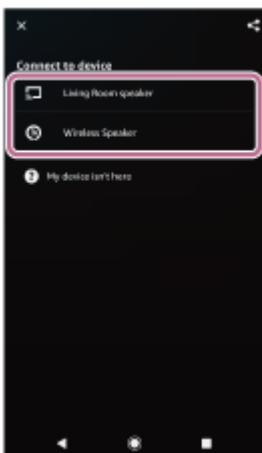 Connect to device
Living Room speaker
Wireless Speaker
My device isn't here